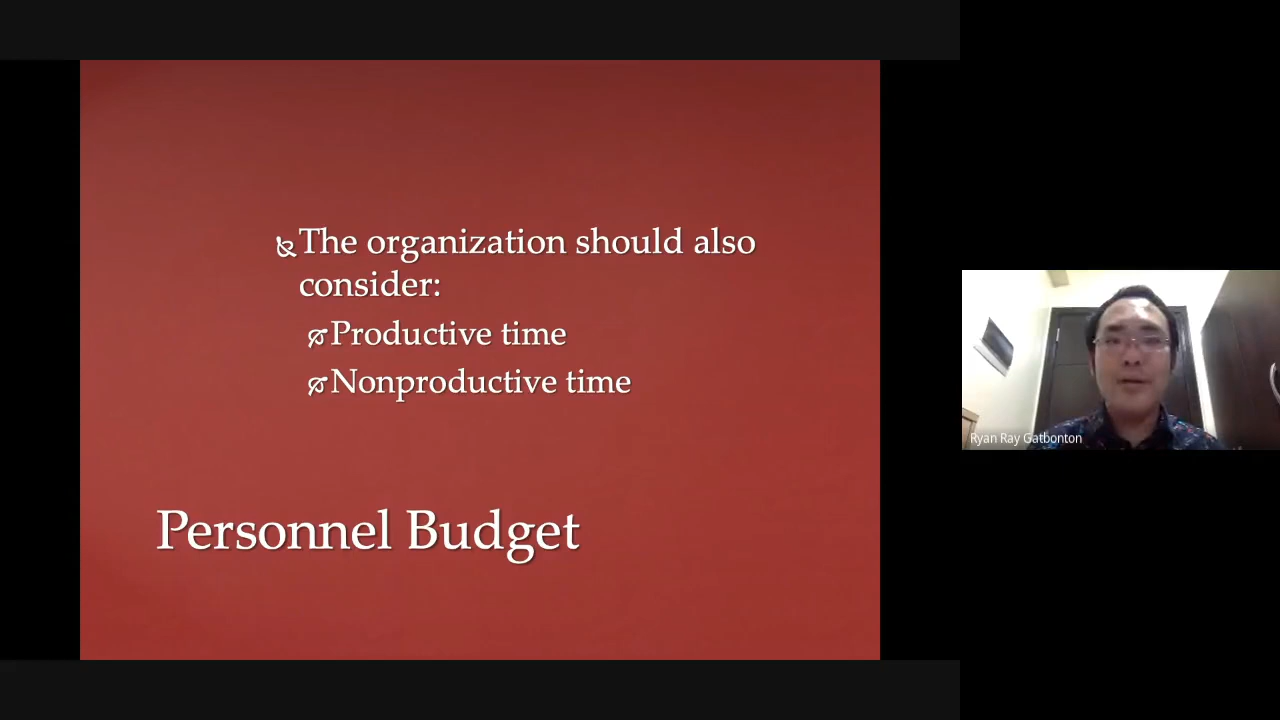 The organization should also
consider:
Productive time
Nonproductive time
Personnel Budget
Ryan Ray Gatbonton